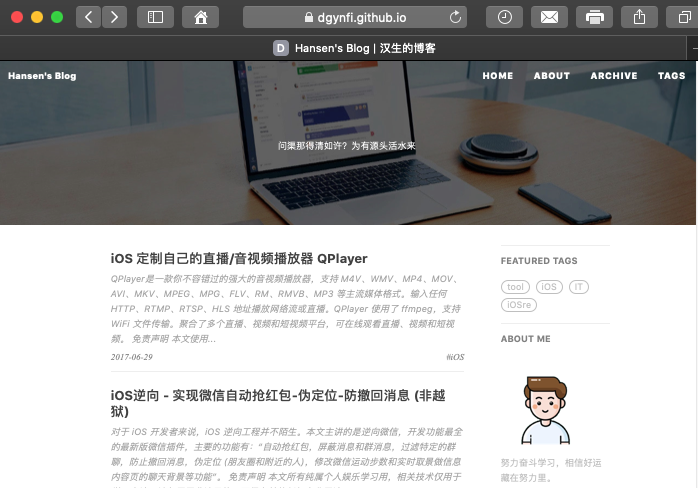 dgynfi.github.io
D Hansen's Blog | 汉生的博客
Hansen's Blog
HOME ABOUT ARCHIVE TAGS
问渠那得清如许？为有源头活水来
iOS 定制自己的直播/音视频播放器 QPlayer
QPlayer是一款你不容错过的强大的音视频播放器，支持 M4V、WMV、MP4、MOV、
AVI、MKV、MPEG、MPG、FLV、RM、RMVB、MP3 等主流媒体格式。输入任何
HTTP、RTMP、RTSP、HLS 地址播放网络流或直播。QPlayer 使用了 ffmpeg，支持
WiFi 文件传输。聚合了多个直播、视频和短视频平台，可在线观看直播、视频和短视
频。 免责声明 本文使用...
2017-06-29
#iOS
iOS逆向 - 实现微信自动抢红包-伪定位-防撤回消息 (非越
狱)
对于 iOS 开发者来说，iOS 逆向工程并不陌生。本文主讲的是逆向微信，开发功能最全
的最新版微信插件，主要的功能有：“自动抢红包，屏蔽消息和群消息，过滤特定的群
聊，防止撤回消息，伪定位 (朋友圈和附近的人)，修改微信运动步数和实时取景做信息
内容页的聊天背景等功能”。 免责声明 本文所有纯属个人娱乐学习用，相关技术仅用于
FEATURED TAGS
tool iOS IT
iOSre
ABOUT ME
努力奋斗学习，相信好运
藏在努力里。